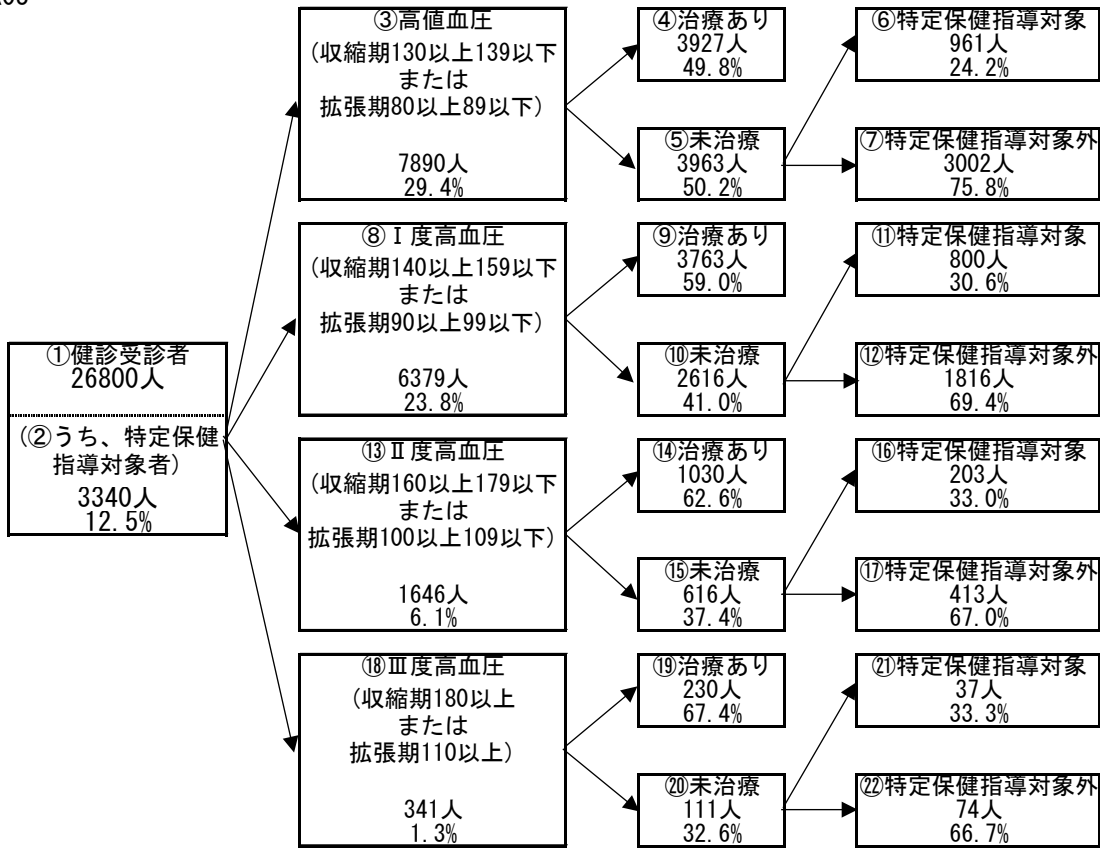 ①健診受診者
26800人
(②うち、特定保健
指導対象者)
3340人
12.5%
③高値血圧
(収縮期130以上139以下
または
拡張期80以上89以下)
7890人
29.4%
④治療あり
3927人
49.8%
⑤未治療
3963人
50.2%
⑥特定保健指導対象
961人
24.2%
⑦特定保健指導対象外
3002人
75.8%
⑧Ⅰ度高血圧
(収縮期140以上159以下
または
拡張期90以上99以下)
6379人
23.8%
⑨治療あり
3763人
59.0%
⑩未治療
2616人
41.0%
⑪特定保健指導対象
800人
30.6%
⑫特定保健指導対象外
1816人
69.4%
⑬Ⅱ度高血圧
(収縮期160以上179以下
または
拡張期100以上109以下)
1646人
6.1%
⑭治療あり
1030人
62.6%
⑮未治療
616人
37.4%
⑯特定保健指導対象
203人
33.0%
⑰特定保健指導対象外
413人
67.0%
⑱Ⅲ度高血圧
(収縮期180以上
または
拡張期110以上)
341人
1.3%
⑲治療あり
230人
67.4%
⑳未治療
111人
32.6%
㉑特定保健指導対象
37人
33.3%
㉒特定保健指導対象外
74人
66.7%